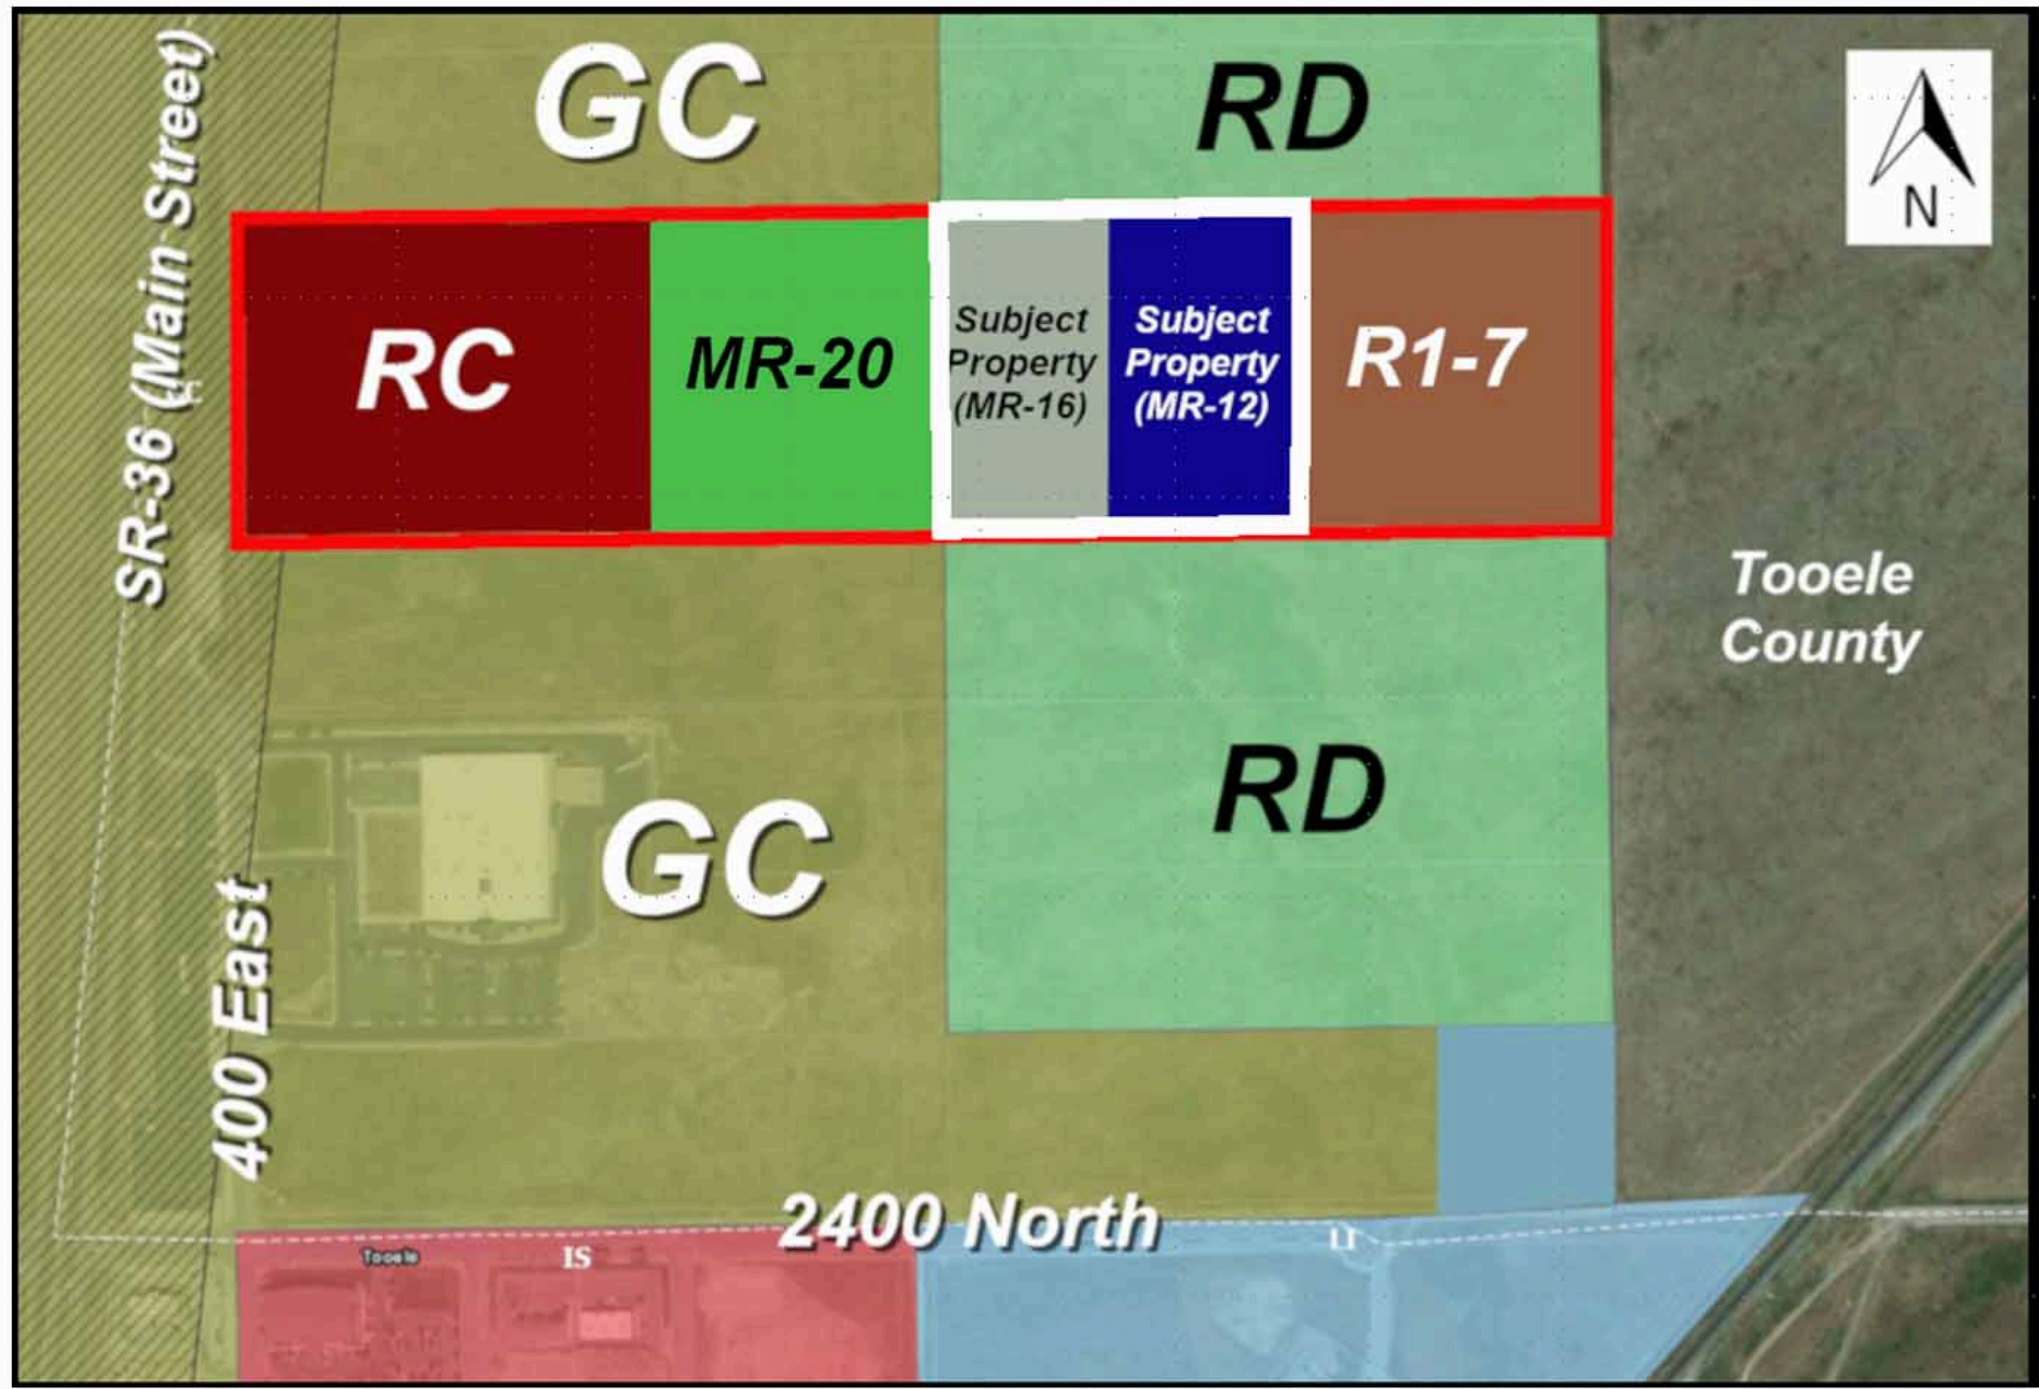 GC
RD
N
SR-36 (Main Street)
RC
MR-20
Subject
Property
(MR-16)
Subject
Property
(MR-12)
R1-7
Tooele
County
GC
RD
400 East
2400 North
Tooele
IS
LI